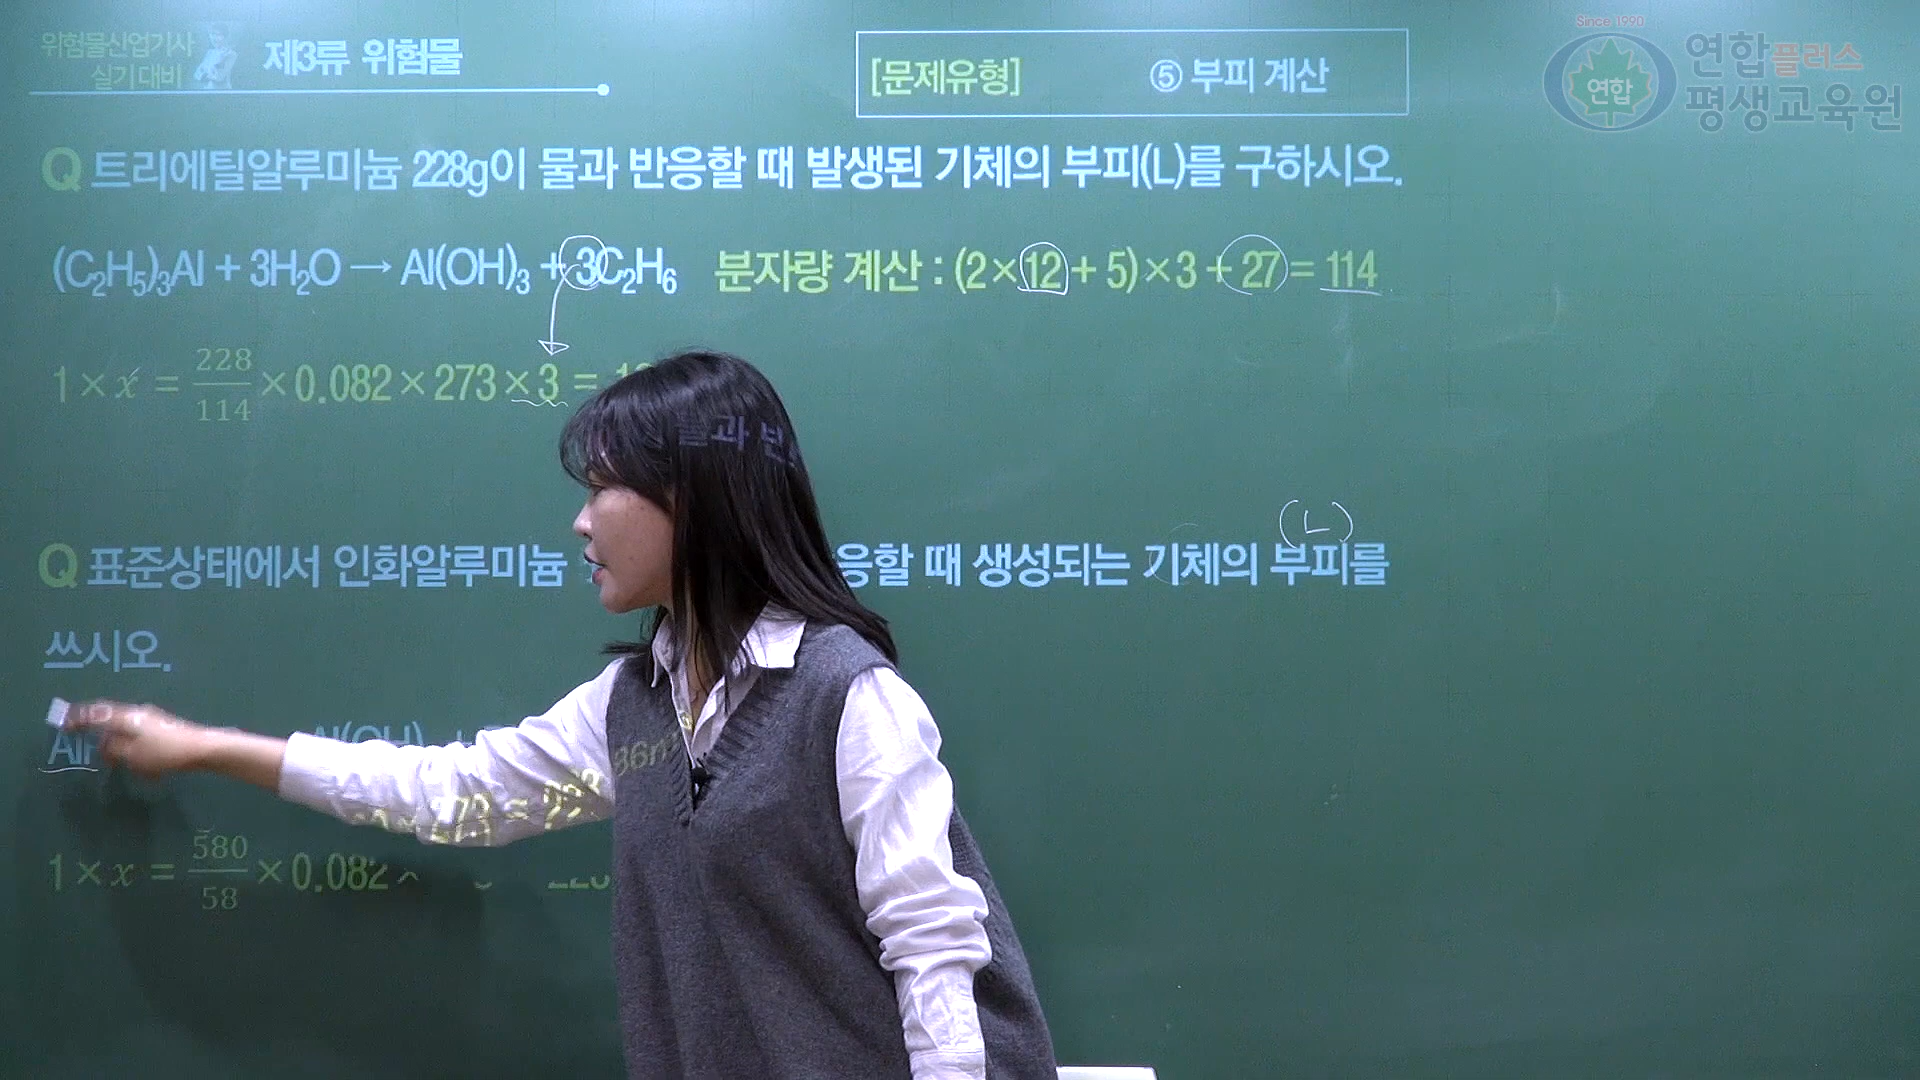 위험물산업기사
실기 대비
제3류 위험물
[문제유형] ⑤ 부피 계산
Since 1990
연합
연합플러스
평생교육원
Q 트리에틸알루미늄 228g이 물과 반응할 때 발생된 기체의 부피(L)를 구하시오.
(C₂H₅)₃Al + 3H₂O → Al(OH)₃ + 3C₂H₆ 분자량 계산 : (2×12+5)×3+27=114
1×x = 228/114 ×0.082×273×3 =
(L)
Q 표준상태에서 인화알루미늄 응할 때 생성되는 기체의 부피를
쓰시오.
Al(OH) +
1×x = 580/58 ×0.082×